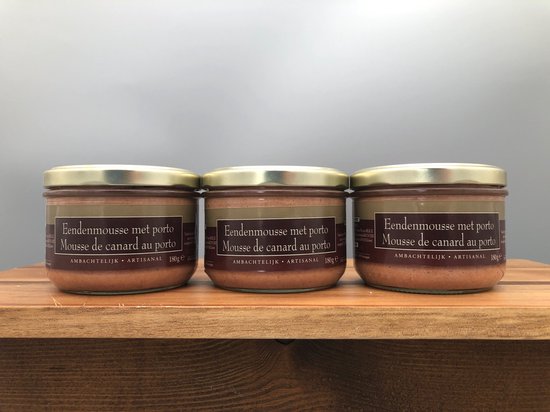 Eendenmousse met porto
Mousse de canard au porto
AMBACHTELIJK • ARTISANAL
180g ℮
Eendenmousse met porto
Mousse de canard au porto
AMBACHTELIJK • ARTISANAL
180g ℮
Eendenmousse met porto
Mousse de canard au porto
AMBACHTELIJK • ARTISANAL
180g ℮